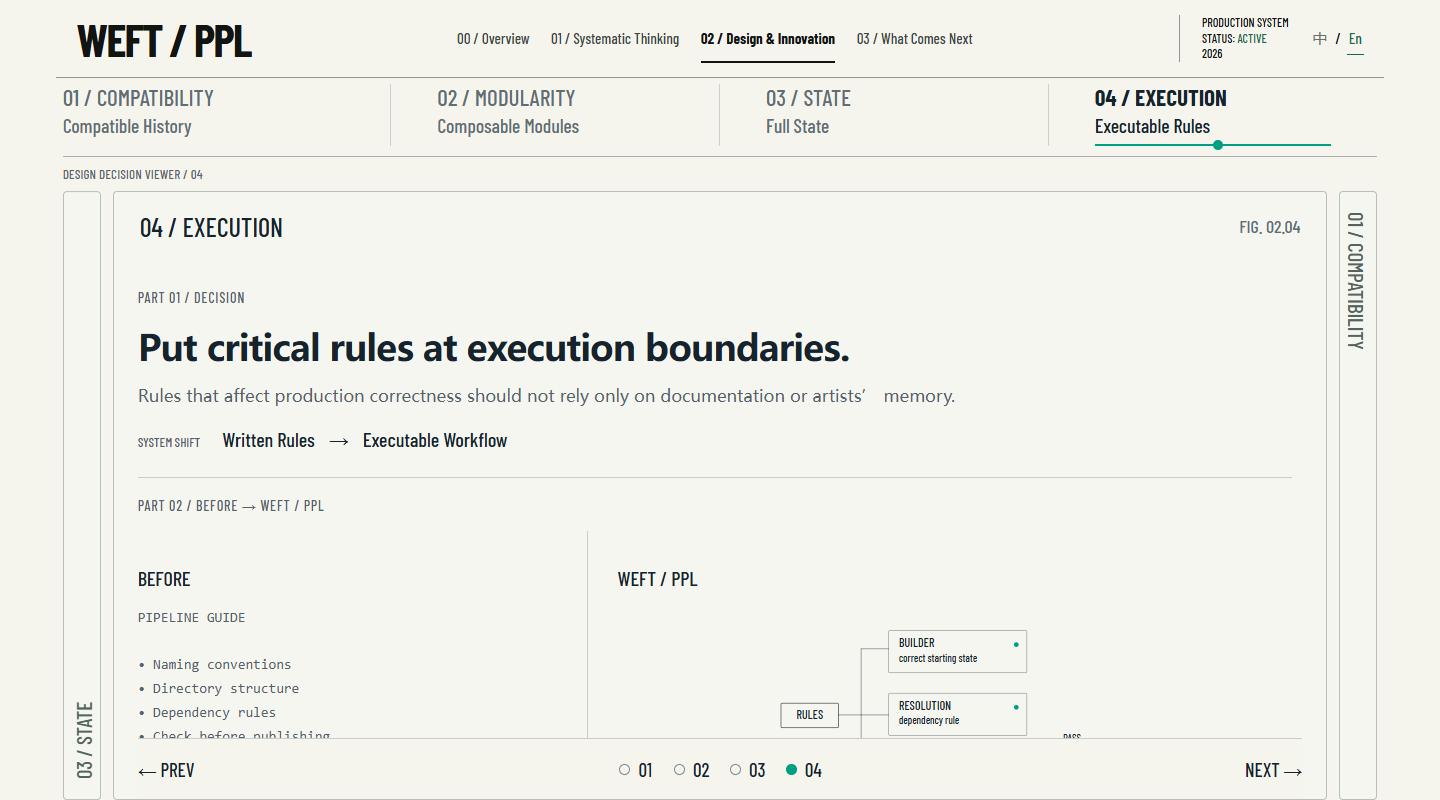 WEFT / PPL
00 / Overview
01 / Systematic Thinking
02 / Design & Innovation
03 / What Comes Next
PRODUCTION SYSTEM
STATUS: ACTIVE
2026
中 / En
01 / COMPATIBILITY
Compatible History
02 / MODULARITY
Composable Modules
03 / STATE
Full State
04 / EXECUTION
Executable Rules
DESIGN DECISION VIEWER / 04
03 / STATE
04 / EXECUTION
FIG. 02.04
PART 01 / DECISION
Put critical rules at execution boundaries.
Rules that affect production correctness should not rely only on documentation or artists’ memory.
SYSTEM SHIFT Written Rules → Executable Workflow
PART 02 / BEFORE → WEFT / PPL
BEFORE
PIPELINE GUIDE
• Naming conventions
• Directory structure
• Dependency rules
• Check before publishing
WEFT / PPL
RULES
BUILDER
correct starting state
RESOLUTION
dependency rule
PASS
← PREV
01
02
03
04
NEXT →
01 / COMPATIBILITY